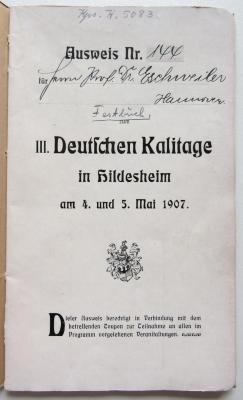 Kps. H. 5083.
Ausweis Nr. 144
für Herrn Prof. Dr. Eschweiler
Hannover.
Festbuch,
zum
III. Deutschen Kalitage
in Hildesheim
am 4. und 5. Mai 1907.
Dieser Ausweis berechtigt in Verbindung mit dem
betreffenden Coupon zur Teilnahme an allen im
Programm vorgesehenen Veranstaltungen.